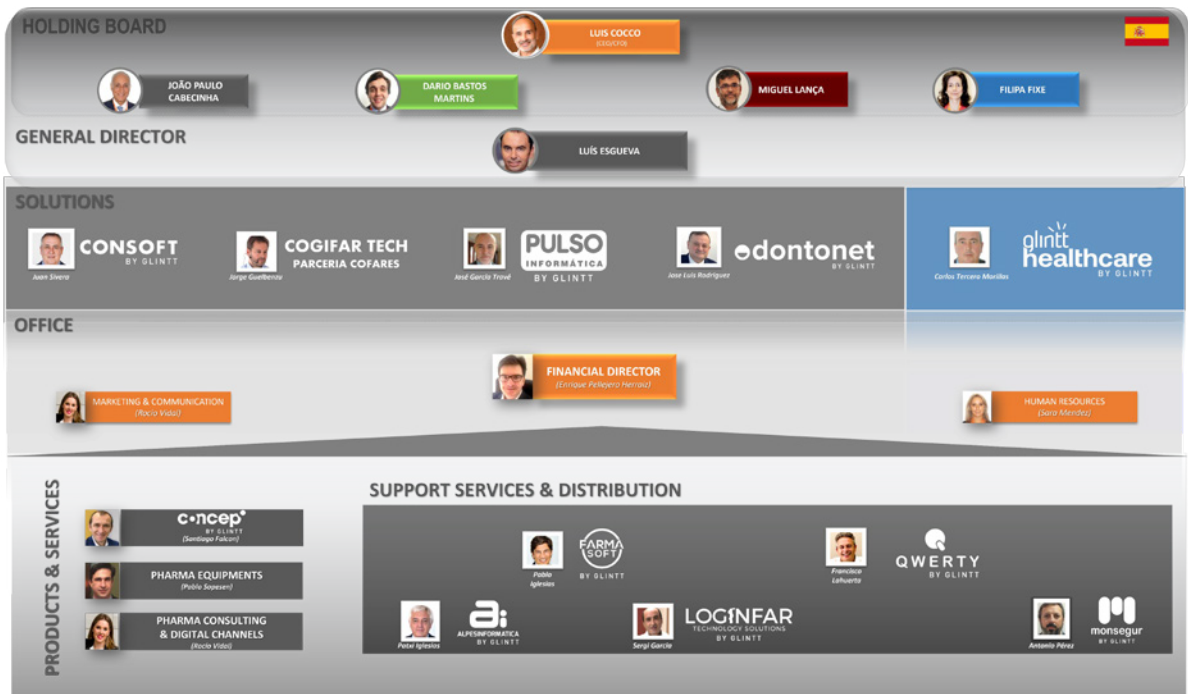 HOLDING BOARD
LUIS COCCO
(CEO/CFO)
JOÃO PAULO
CABECINHA
DARIO BASTOS
MARTINS
MIGUEL LANÇA
FILIPA FIXE
GENERAL DIRECTOR
LUÍS ESGUEVA
SOLUTIONS
CONSOFT
BY GLINTT
Juan Sivera
COGIFAR TECH
PARCERIA COFARES
Jorge Guelbenzu
PULSO
INFORMÁTICA
BY GLINTT
José García Trové
odontonet
BY GLINTT
Jose Luis Rodriguez
glintt
healthcare
BY GLINTT
Carlos Tercero Morillas
OFFICE
FINANCIAL DIRECTOR
(Enrique Pellejero Herraiz)
MARKETING & COMMUNICATION
(Rocio Vidal)
HUMAN RESOURCES
(Sara Mendez)
PRODUCTS & SERVICES
concep
BY GLINTT
(Santiago Falcon)
PHARMA EQUIPMENTS
(Pablo Sopesen)
PHARMA CONSULTING
& DIGITAL CHANNELS
(Rocio Vidal)
SUPPORT SERVICES & DISTRIBUTION
Pablo
Iglesias
FARMA
SOFT
BY GLINTT
Francisco
Lahuerta
QWERTY
BY GLINTT
Patxi Iglesias
ai
ALPESINFORMATICA
BY GLINTT
Sergi García
LOGINFAR
TECHNOLOGY SOLUTIONS
BY GLINTT
Antonio Pérez
monsegur
BY GLINTT